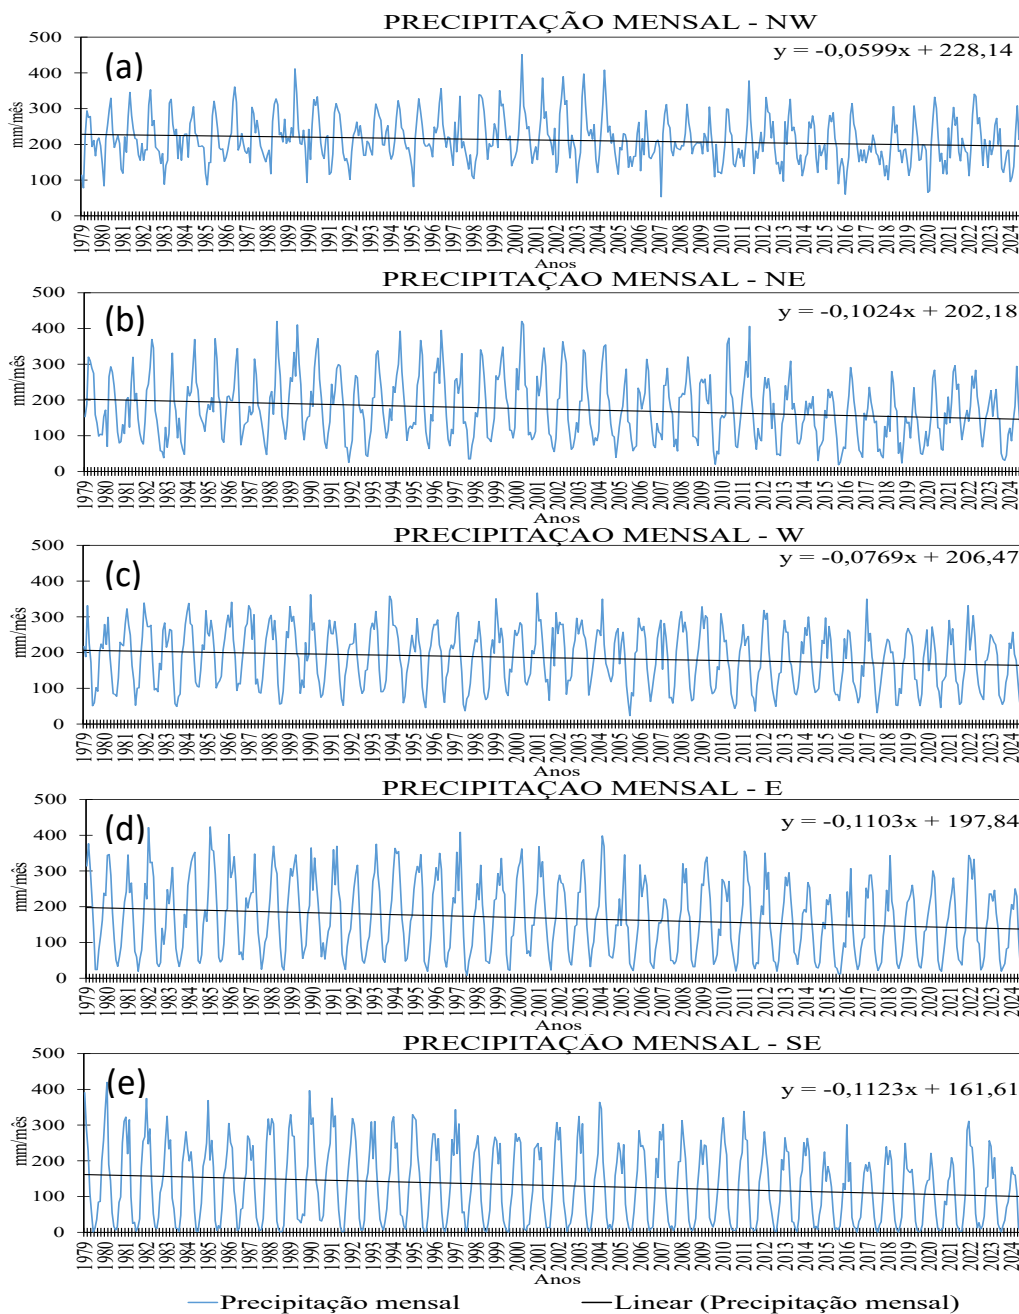 PRECIPITAÇÃO MENSAL - NW
y = -0,0599x + 228,14
(a)
mm/mês
500
400
300
200
100
0
1979 1980 1981 1982 1983 1984 1985 1986 1987 1988 1989 1990 1991 1992 1993 1994 1995 1996 1997 1998 1999 2000 2001 2002 2003 2004 2005 2006 2007 2008 2009 2010 2011 2012 2013 2014 2015 2016 2017 2018 2019 2020 2021 2022 2023 2024
Anos
PRECIPITAÇÃO MENSAL - NE
y = -0,1024x + 202,18
(b)
mm/mês
500
400
300
200
100
0
1979 1980 1981 1982 1983 1984 1985 1986 1987 1988 1989 1990 1991 1992 1993 1994 1995 1996 1997 1998 1999 2000 2001 2002 2003 2004 2005 2006 2007 2008 2009 2010 2011 2012 2013 2014 2015 2016 2017 2018 2019 2020 2021 2022 2023 2024
Anos
PRECIPITAÇÃO MENSAL - W
y = -0,0769x + 206,47
(c)
mm/mês
500
400
300
200
100
0
1979 1980 1981 1982 1983 1984 1985 1986 1987 1988 1989 1990 1991 1992 1993 1994 1995 1996 1997 1998 1999 2000 2001 2002 2003 2004 2005 2006 2007 2008 2009 2010 2011 2012 2013 2014 2015 2016 2017 2018 2019 2020 2021 2022 2023 2024
Anos
PRECIPITAÇÃO MENSAL - E
y = -0,1103x + 197,84
(d)
mm/mês
500
400
300
200
100
0
1979 1980 1981 1982 1983 1984 1985 1986 1987 1988 1989 1990 1991 1992 1993 1994 1995 1996 1997 1998 1999 2000 2001 2002 2003 2004 2005 2006 2007 2008 2009 2010 2011 2012 2013 2014 2015 2016 2017 2018 2019 2020 2021 2022 2023 2024
Anos
PRECIPITAÇÃO MENSAL - SE
y = -0,1123x + 161,61
(e)
mm/mês
500
400
300
200
100
0
1979 1980 1981 1982 1983 1984 1985 1986 1987 1988 1989 1990 1991 1992 1993 1994 1995 1996 1997 1998 1999 2000 2001 2002 2003 2004 2005 2006 2007 2008 2009 2010 2011 2012 2013 2014 2015 2016 2017 2018 2019 2020 2021 2022 2023 2024
Anos
Precipitação mensal
Linear (Precipitação mensal)